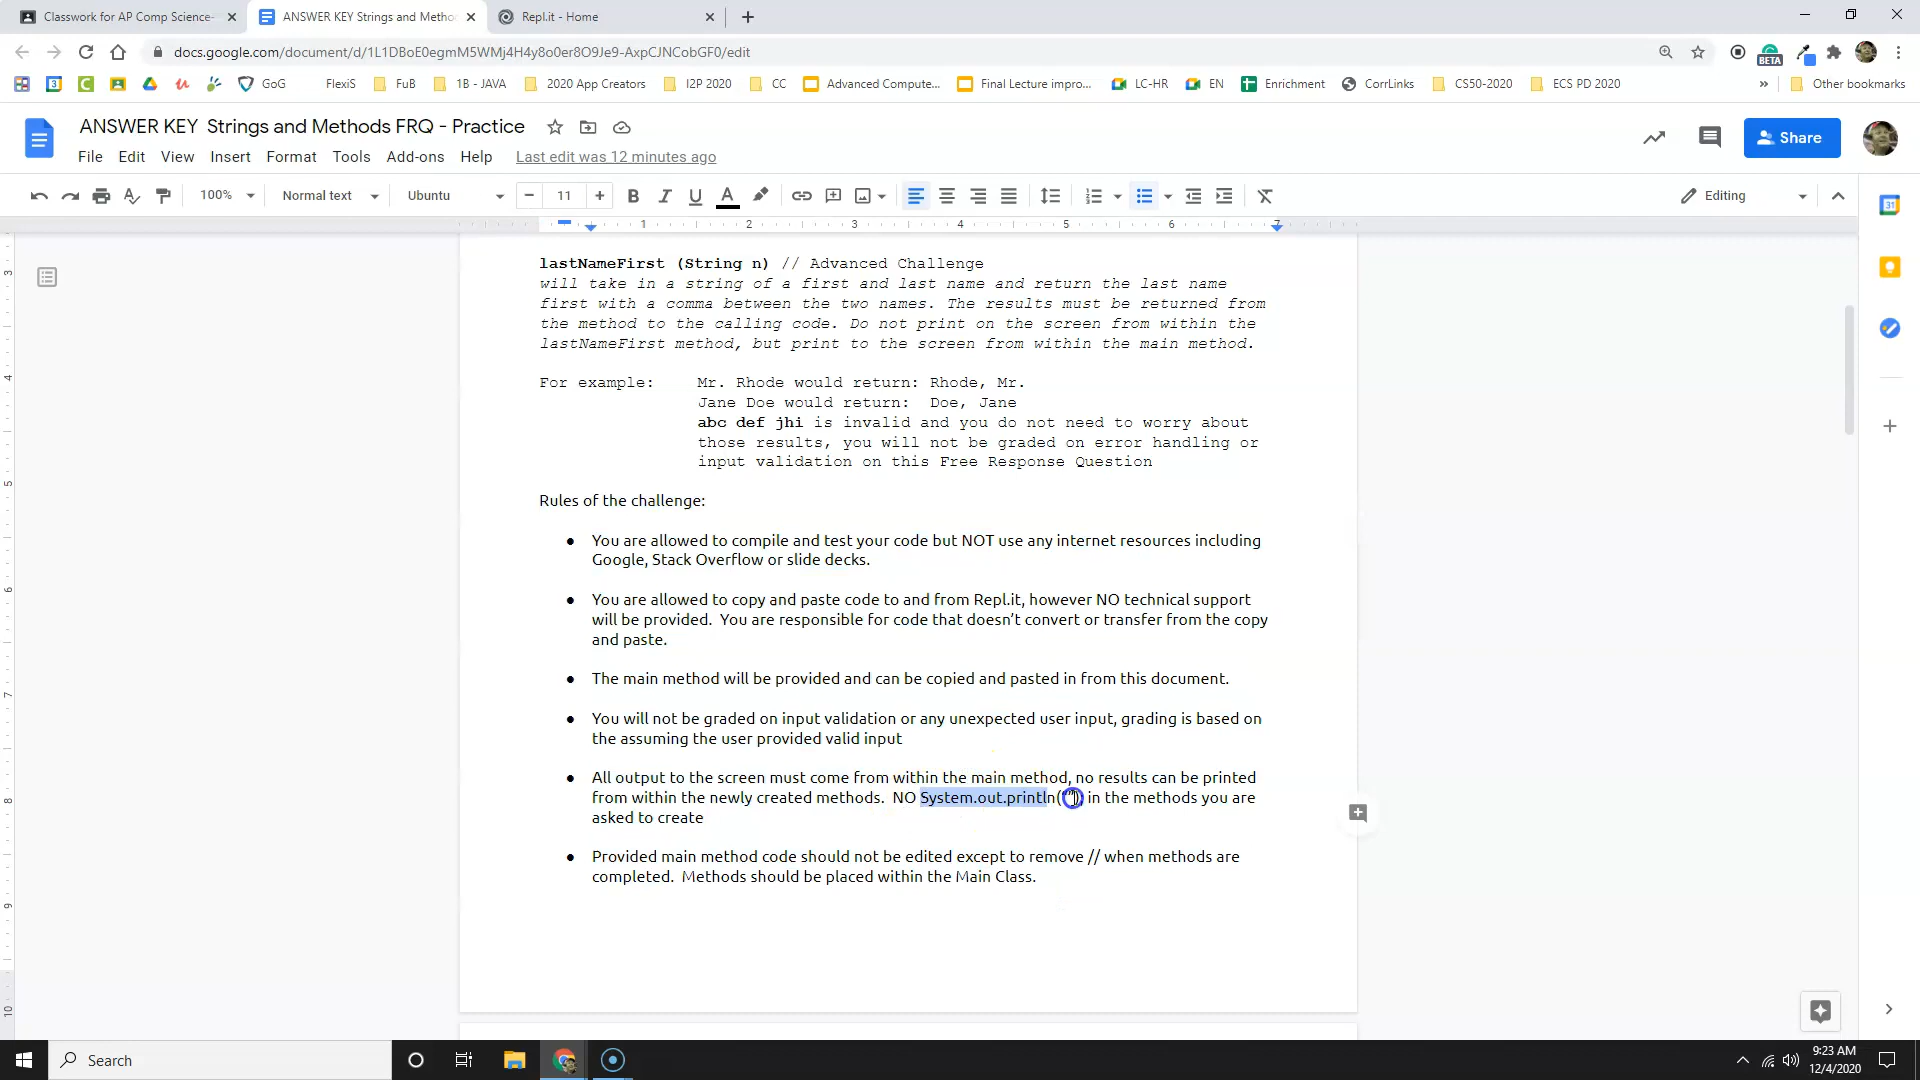 Classwork for AP Comp Science-
ANSWER KEY Strings and Metho
Repl.it - Home
docs.google.com/document/d/1L1DBoE0egmM5WMj4H4y8o0er8O9Je9-AxpCJNCobGF0/edit
BETA
GoG
FlexiS
FuB
1B - JAVA
2020 App Creators
I2P 2020
CC
Advanced Compute...
Final Lecture impro...
LC-HR
EN
Enrichment
CorrLinks
CS50-2020
ECS PD 2020
»
Other bookmarks
ANSWER KEY  Strings and Methods FRQ - Practice
Share
File Edit View Insert Format Tools Add-ons Help Last edit was 12 minutes ago
100% Normal text Ubuntu − 11 + B I U A Editing
1 2 3 4 5 6 7
lastNameFirst (String n) // Advanced Challenge
will take in a string of a first and last name and return the last name
first with a comma between the two names. The results must be returned from
the method to the calling code. Do not print on the screen from within the
lastNameFirst method, but print to the screen from within the main method.
For example: Mr. Rhode would return: Rhode, Mr.
Jane Doe would return:  Doe, Jane
abc def jhi is invalid and you do not need to worry about
those results, you will not be graded on error handling or
input validation on this Free Response Question
Rules of the challenge:
● You are allowed to compile and test your code but NOT use any internet resources including
Google, Stack Overflow or slide decks.
● You are allowed to copy and paste code to and from Repl.it, however NO technical support
will be provided.  You are responsible for code that doesn’t convert or transfer from the copy
and paste.
● The main method will be provided and can be copied and pasted in from this document.
● You will not be graded on input validation or any unexpected user input, grading is based on
the assuming the user provided valid input
● All output to the screen must come from within the main method, no results can be printed
from within the newly created methods.  NO System.out.println( in the methods you are
asked to create
● Provided main method code should not be edited except to remove // when methods are
completed.  Methods should be placed within the Main Class.
3
4
5
6
7
8
9
10
31
Search
9:23 AM
12/4/2020